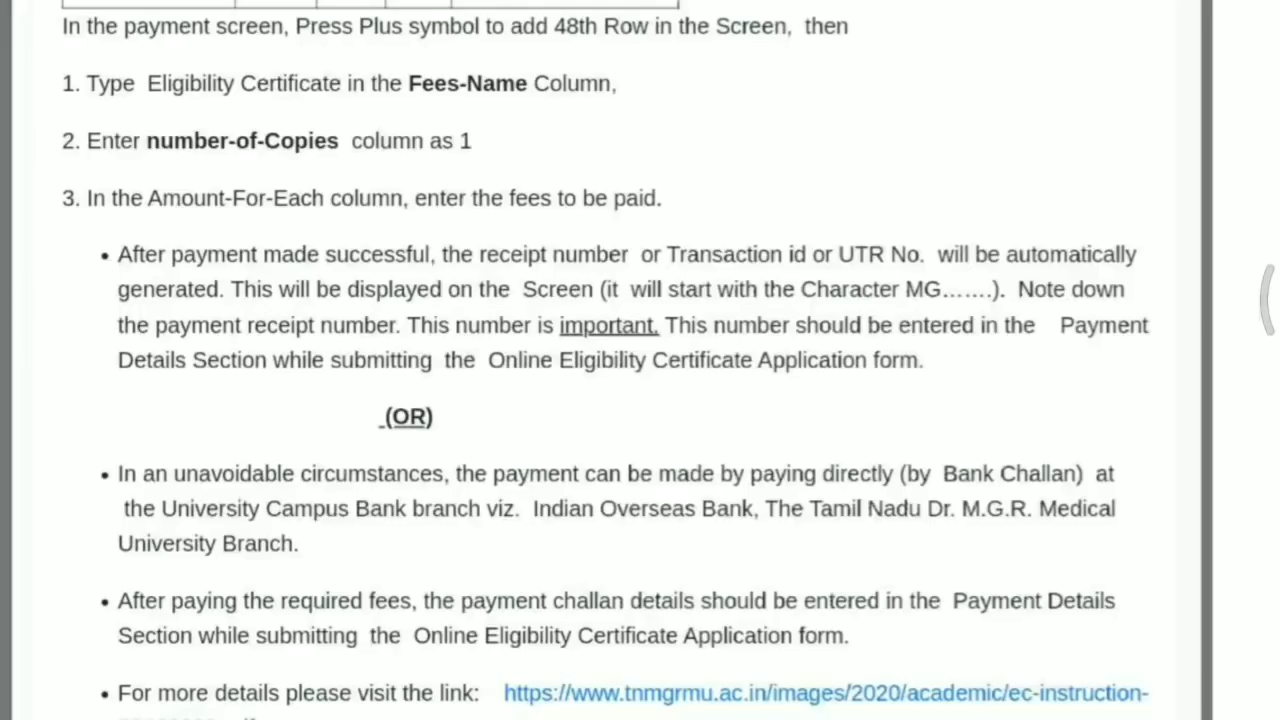 In the payment screen, Press Plus symbol to add 48th Row in the Screen, then
1. Type Eligibility Certificate in the Fees-Name Column,
2. Enter number-of-Copies column as 1
3. In the Amount-For-Each column, enter the fees to be paid.
• After payment made successful, the receipt number or Transaction id or UTR No. will be automatically
generated. This will be displayed on the Screen (it will start with the Character MG…….). Note down
the payment receipt number. This number is important. This number should be entered in the Payment
Details Section while submitting the Online Eligibility Certificate Application form.
(OR)
• In an unavoidable circumstances, the payment can be made by paying directly (by Bank Challan) at
the University Campus Bank branch viz. Indian Overseas Bank, The Tamil Nadu Dr. M.G.R. Medical
University Branch.
• After paying the required fees, the payment challan details should be entered in the Payment Details
Section while submitting the Online Eligibility Certificate Application form.
• For more details please visit the link: https://www.tnmgrmu.ac.in/images/2020/academic/ec-instruction-